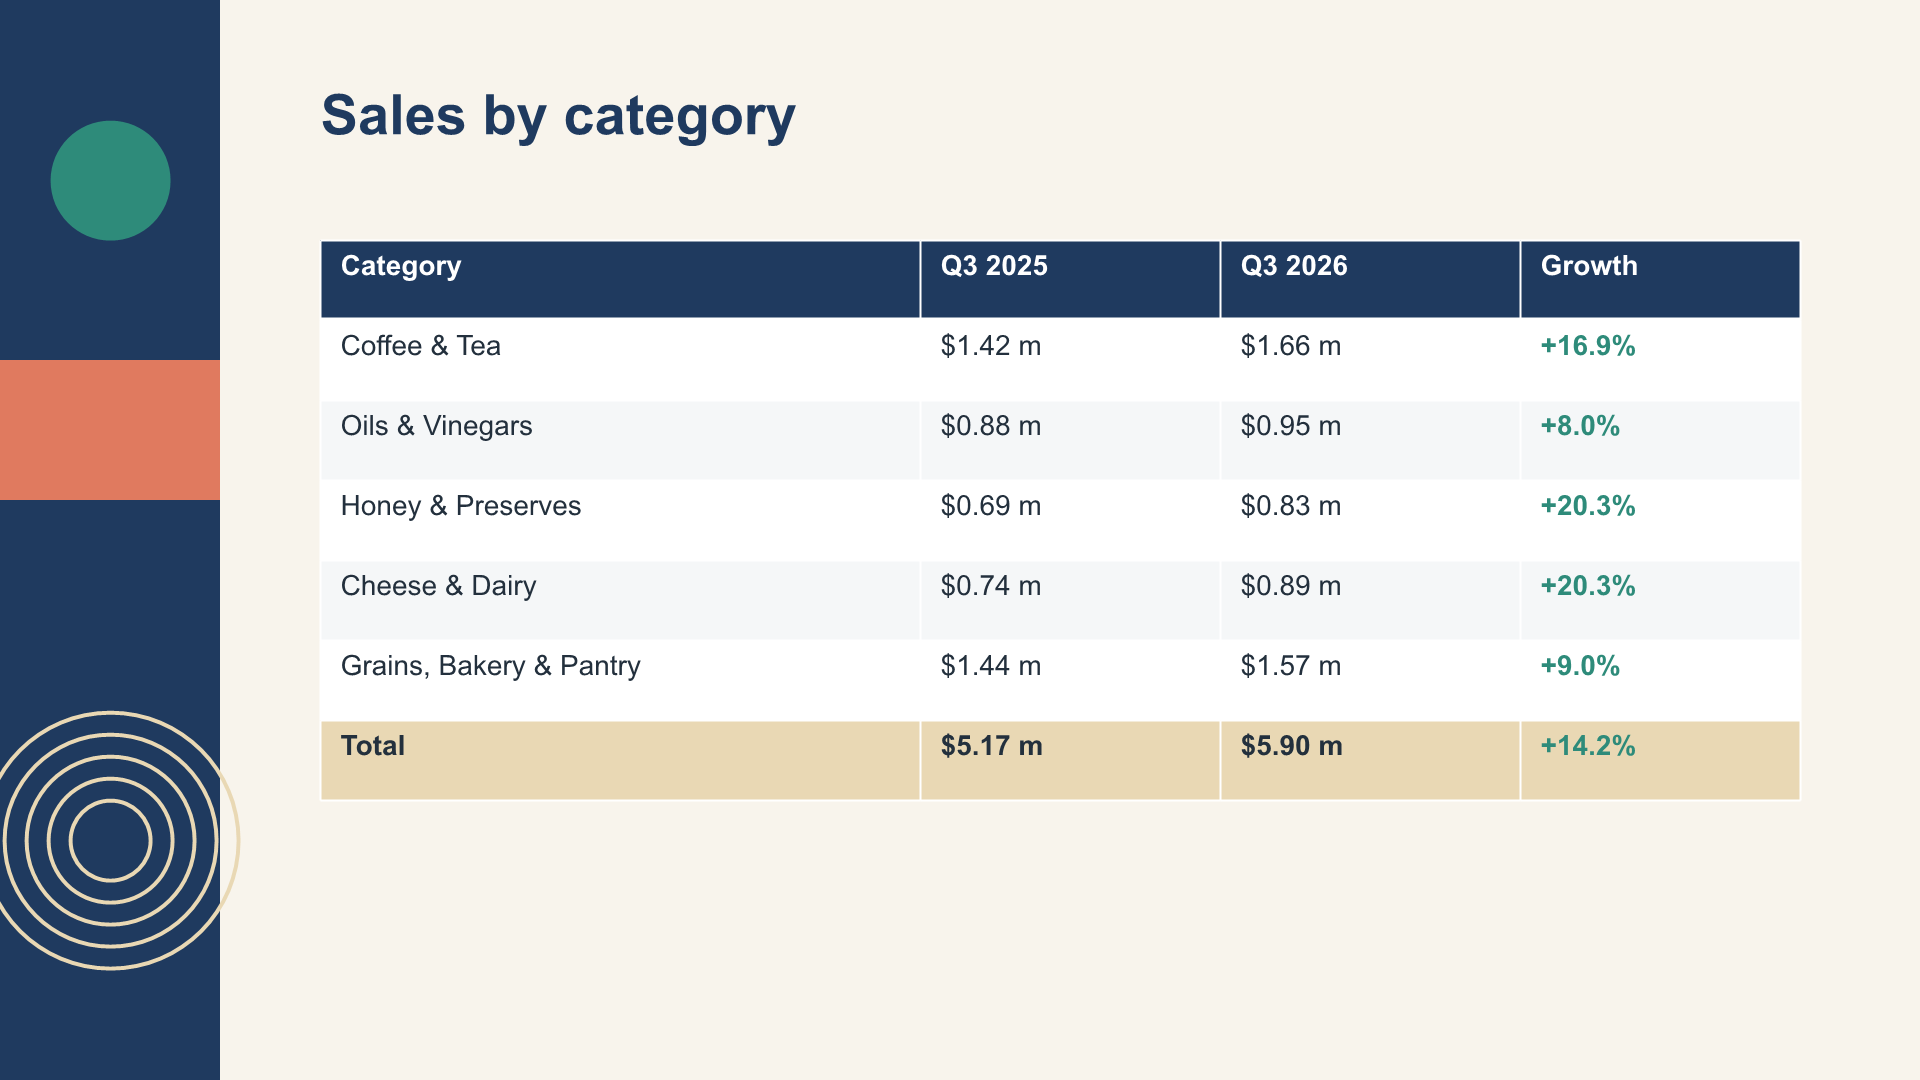 Sales by category
Category Q3 2025 Q3 2026 Growth
Coffee & Tea $1.42 m $1.66 m +16.9%
Oils & Vinegars $0.88 m $0.95 m +8.0%
Honey & Preserves $0.69 m $0.83 m +20.3%
Cheese & Dairy $0.74 m $0.89 m +20.3%
Grains, Bakery & Pantry $1.44 m $1.57 m +9.0%
Total $5.17 m $5.90 m +14.2%